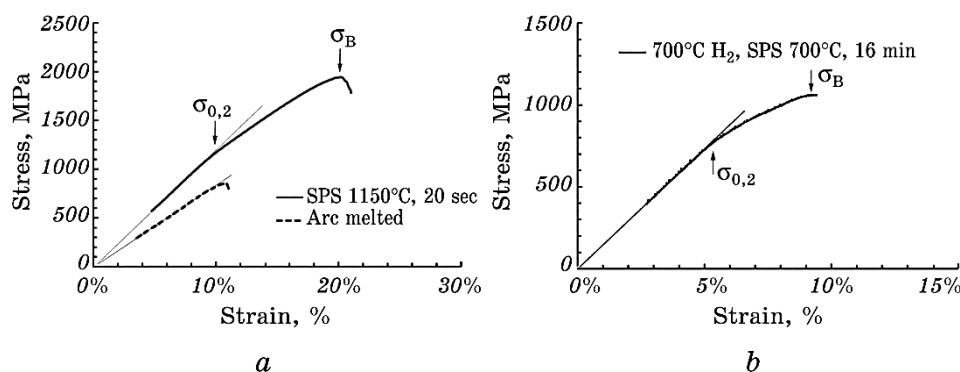 Stress, MPa
2500
2000
1500
1000
500
0
0% 10% 20% 30%
Strain, %
σ0,2
σB
SPS 1150°C, 20 sec
Arc melted
a
Stress, MPa
1500
1000
500
0
0% 5% 10% 15%
Strain, %
700°C H2, SPS 700°C, 16 min
σB
σ0,2
b